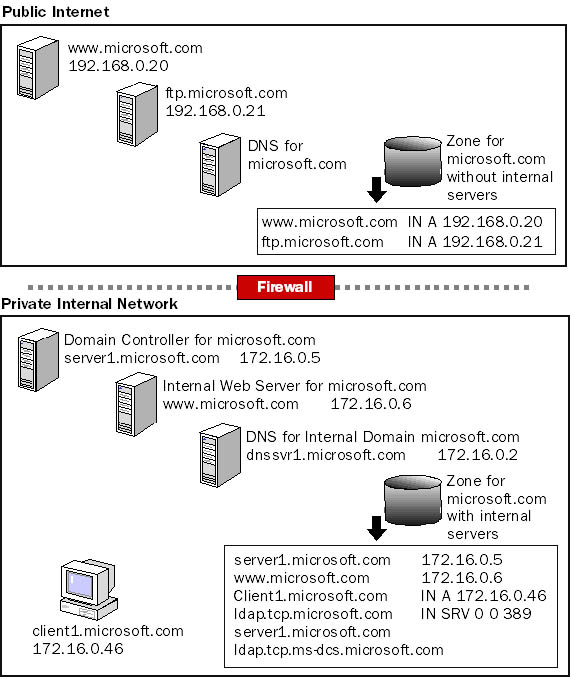 Public Internet
www.microsoft.com
192.168.0.20
ftp.microsoft.com
192.168.0.21
DNS for
microsoft.com
Zone for
microsoft.com
without internal
servers
www.microsoft.com IN A 192.168.0.20
ftp.microsoft.com IN A 192.168.0.21
Firewall
Private Internal Network
Domain Controller for microsoft.com
server1.microsoft.com 172.16.0.5
Internal Web Server for microsoft.com
www.microsoft.com 172.16.0.6
DNS for Internal Domain microsoft.com
dnssvr1.microsoft.com 172.16.0.2
Zone for
microsoft.com
with internal
servers
server1.microsoft.com 172.16.0.5
www.microsoft.com 172.16.0.6
Client1.microsoft.com IN A 172.16.0.46
ldap.tcp.microsoft.com IN SRV 0 0 389
server1.microsoft.com
ldap.tcp.ms-dcs.microsoft.com
client1.microsoft.com
172.16.0.46